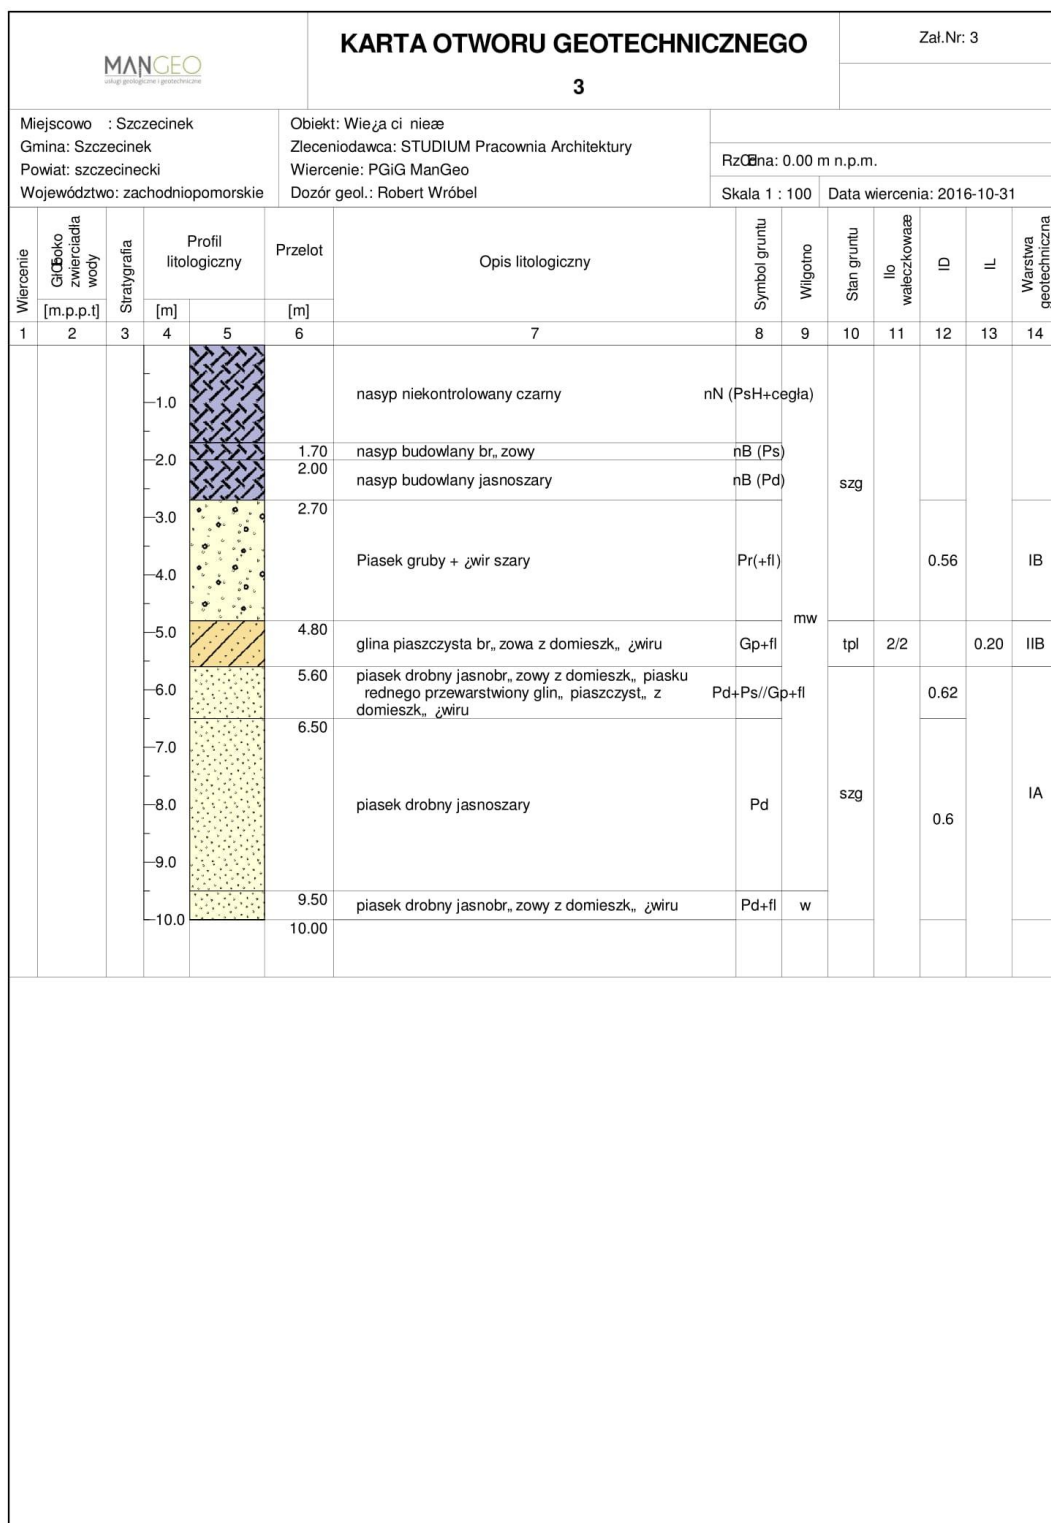 MANGEO
usługi geologiczne i geotechniczne
KARTA OTWORU GEOTECHNICZNEGO
3
Zał.Nr: 3
Miejscowo : Szczecinek
Gmina: Szczecinek
Powiat: szczecinecki
Województwo: zachodniopomorskie
Obiekt: Wie¿a ci nieæ
Zleceniodawca: STUDIUM Pracownia Architektury
Wiercenie: PGiG ManGeo
Dozór geol.: Robert Wróbel
na: 0.00 m n.p.m.
Skala 1 : 100 Data wiercenia: 2016-10-31
Wiercenie
zwierciadła
wody
[m.p.p.t]
Stratygrafia
Profil
litologiczny
[m]
Przelot
[m]
Opis litologiczny
Symbol gruntu
Wilgotno
Stan gruntu
Ilo
wałeczkowaæ
ID
IL
Warstwa
geotechniczna
1 2 3 4 5 6 7 8 9 10 11 12 13 14
1.0
nasyp niekontrolowany czarny nN (PsH+cegła)
1.70 nasyp budowlany br„ zowy nB (Ps)
2.0
2.00
nasyp budowlany jasnoszary nB (Pd)
szg
2.70
3.0
Piasek gruby + ¿wir szary Pr(+fl) 0.56 IB
4.0
mw
4.80
5.0
glina piaszczysta br„ zowa z domieszk„ ¿wiru Gp+fl tpl 2/2 0.20 IIB
5.60
piasek drobny jasnobr„ zowy z domieszk„ piasku
rednego przewarstwiony glin„ piaszczyst„ z
domieszk„ ¿wiru
6.0
Pd+Ps//Gp+fl 0.62
6.50
7.0
piasek drobny jasnoszary Pd
8.0
szg
0.6
IA
9.0
9.50
piasek drobny jasnobr„ zowy z domieszk„ ¿wiru Pd+fl w
10.0
10.00